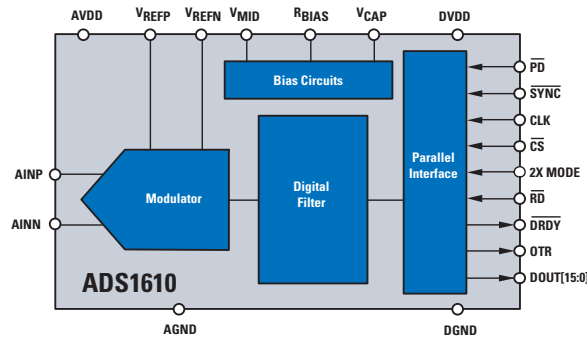 AVDD VREFP VREFN VMID RBIAS VCAP DVDD
Bias Circuits
PD
SYNC
CLK
CS
2X MODE
RD
DRDY
OTR
DOUT[15:0]
Parallel
Interface
Digital
Filter
Modulator
AINP
AINN
ADS1610
AGND DGND